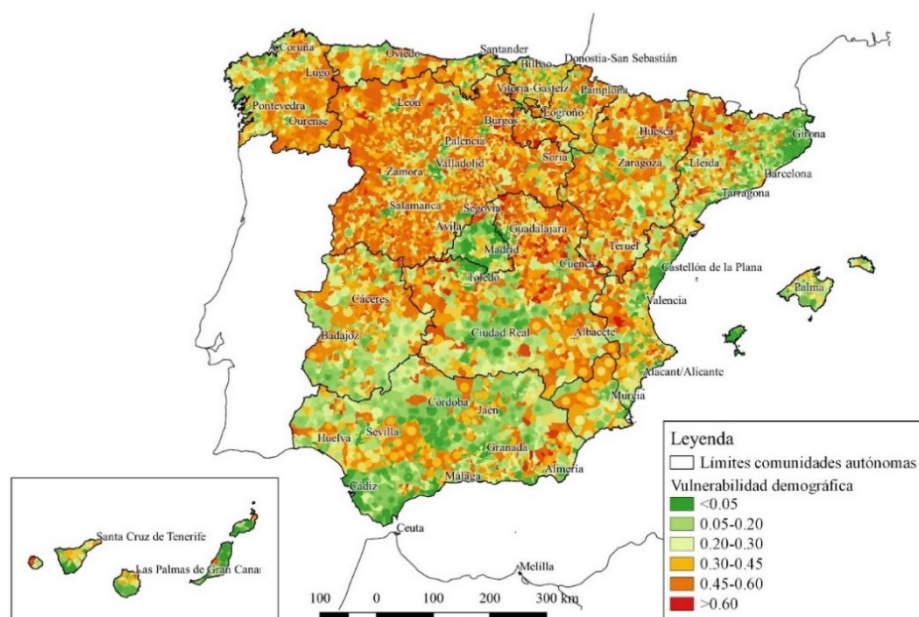 A Coruña
Oviedo
Santander
Bilbao
Donostia-San Sebastián
Lugo
Vitoria-Gasteiz
Pamplona
León
Pontevedra
Logroño
Ourense
Burgos
Huesca
Palencia
Girona
Soria
Valladolid
Zaragoza
Lleida
Zamora
Barcelona
Tarragona
Salamanca
Segovia
Guadalajara
Ávila
Madrid
Teruel
Cuenca
Castellón de la Plana
Toledo
Palma
Cáceres
Valencia
Ciudad Real
Badajoz
Albacete
Alacant/Alicante
Murcia
Córdoba
Jaén
Huelva
Sevilla
Granada
Málaga
Almería
Cádiz
Ceuta
Melilla
Santa Cruz de Tenerife
Las Palmas de Gran Canar
100 0 100 200 300 km
Leyenda
Límites comunidades autónomas
Vulnerabilidad demográfica
<0.05
0.05-0.20
0.20-0.30
0.30-0.45
0.45-0.60
>0.60